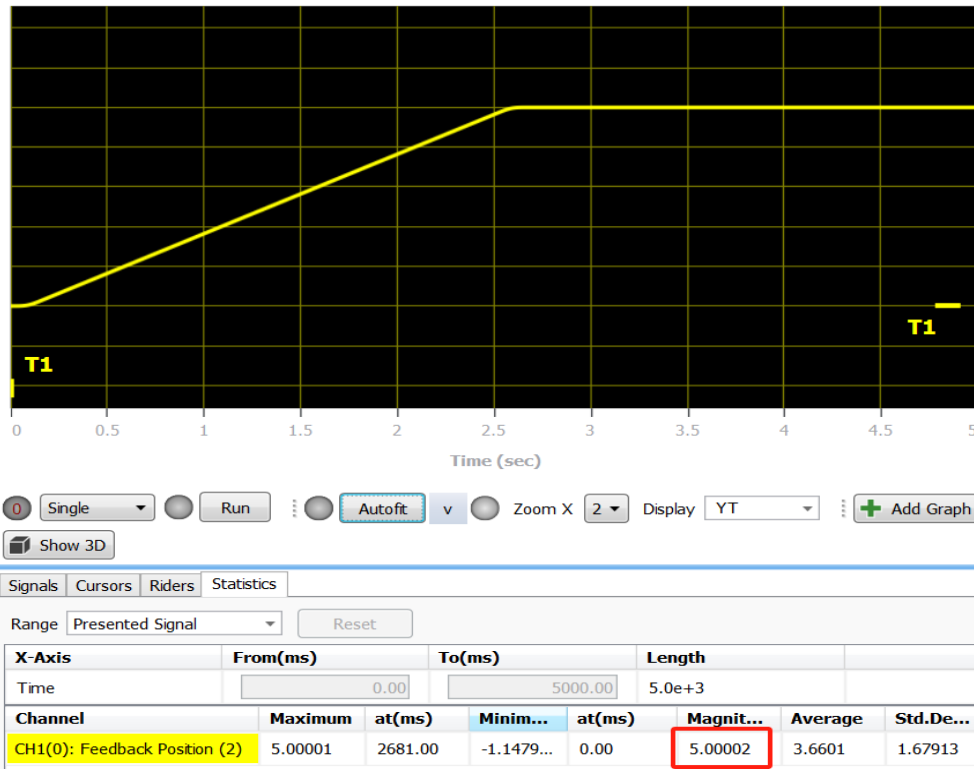 T1
T1
0 0.5 1 1.5 2 2.5 3 3.5 4 4.5 5
Time (sec)
0 Single Run Autofit v Zoom X 2 Display YT Add Graph
Show 3D
Signals Cursors Riders Statistics
Range Presented Signal Reset
X-Axis From(ms) To(ms) Length
Time 0.00 5000.00 5.0e+3
Channel Maximum at(ms) Minim... at(ms) Magnit... Average Std.De...
CH1(0): Feedback Position (2) 5.00001 2681.00 -1.1479... 0.00 5.00002 3.6601 1.67913